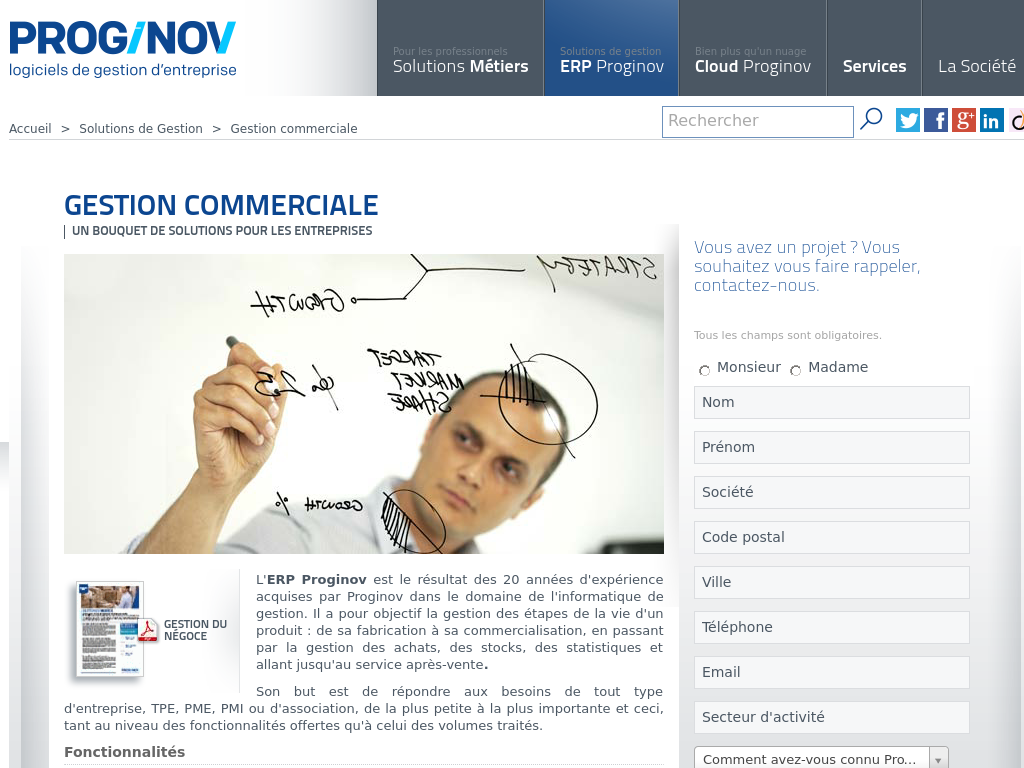 PROGiNOV
logiciels de gestion d'entreprise
Pour les professionnels
Solutions Métiers
Solutions de gestion
ERP Proginov
Bien plus qu'un nuage
Cloud Proginov
Services
La Société
Accueil > Solutions de Gestion > Gestion commerciale
Rechercher
GESTION COMMERCIALE
UN BOUQUET DE SOLUTIONS POUR LES ENTREPRISES
STRATEGY
GROWTH
TARGET
MARKET
SHARE
GROWTH %
GESTION DU
NÉGOCE
L'ERP Proginov est le résultat des 20 années d'expérience
acquises par Proginov dans le domaine de l'informatique de
gestion. Il a pour objectif la gestion des étapes de la vie d'un
produit : de sa fabrication à sa commercialisation, en passant
par la gestion des achats, des stocks, des statistiques et
allant jusqu'au service après-vente.
Son but est de répondre aux besoins de tout type
d'entreprise, TPE, PME, PMI ou d'association, de la plus petite à la plus importante et ceci,
tant au niveau des fonctionnalités offertes qu'à celui des volumes traités.
Fonctionnalités
Vous avez un projet ? Vous
souhaitez vous faire rappeler,
contactez-nous.
Tous les champs sont obligatoires.
Monsieur Madame
Nom
Prénom
Société
Code postal
Ville
Téléphone
Email
Secteur d'activité
Comment avez-vous connu Pro...